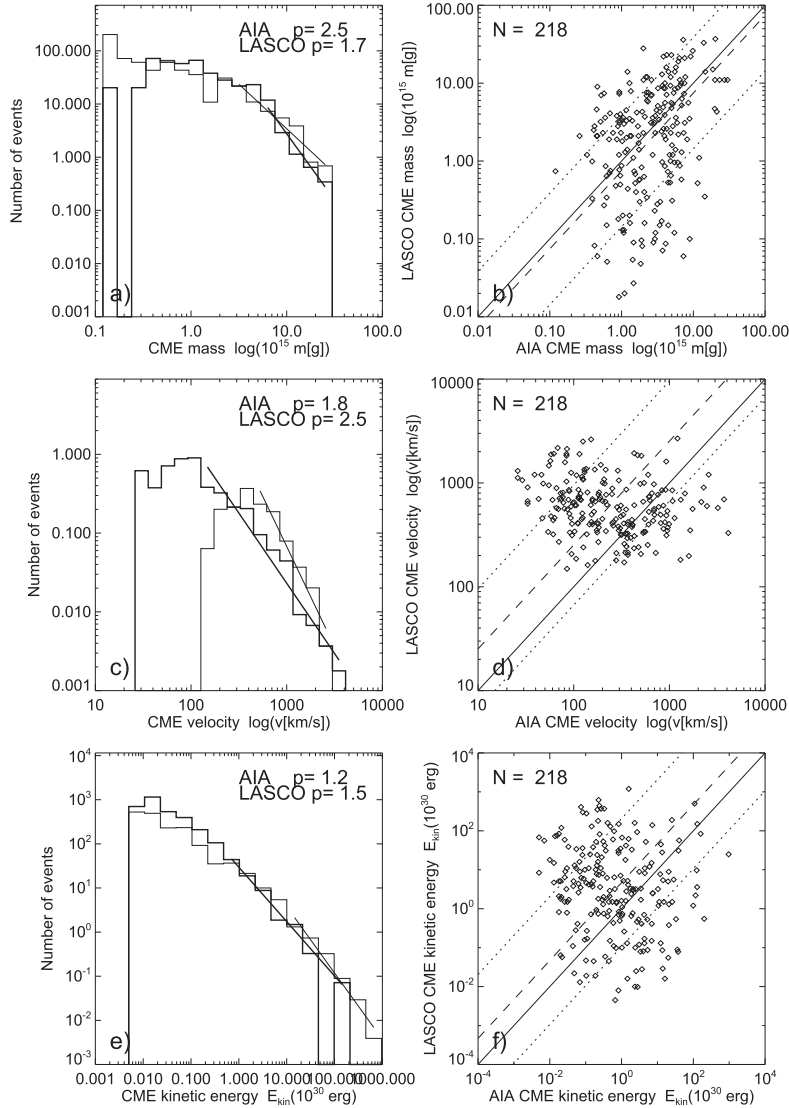 AIA p= 2.5
LASCO p= 1.7
100.000
10.000
1.000
0.100
0.010
0.001
Number of events
a)
0.1 1.0 10.0 100.0
CME mass log(10^15 m[g])
N = 218
100.00
10.00
1.00
0.10
0.01
LASCO CME mass log(10^15 m[g])
b)
0.01 0.10 1.00 10.00 100.00
AIA CME mass log(10^15 m[g])
AIA p= 1.8
LASCO p= 2.5
1.000
0.100
0.010
0.001
Number of events
c)
10 100 1000 10000
CME velocity log(v[km/s])
N = 218
10000
1000
100
10
LASCO CME velocity log(v[km/s])
d)
10 100 1000 10000
AIA CME velocity log(v[km/s])
AIA p= 1.2
LASCO p= 1.5
10^4
10^3
10^2
10^1
10^0
10^-1
10^-2
10^-3
Number of events
e)
0.001 0.010 0.100 1.000 10.000100.0001000.000
CME kinetic energy E_kin(10^30 erg)
N = 218
10^4
10^2
10^0
10^-2
10^-4
LASCO CME kinetic energy E_kin(10^30 erg)
f)
10^-4 10^-2 10^0 10^2 10^4
AIA CME kinetic energy E_kin(10^30 erg)